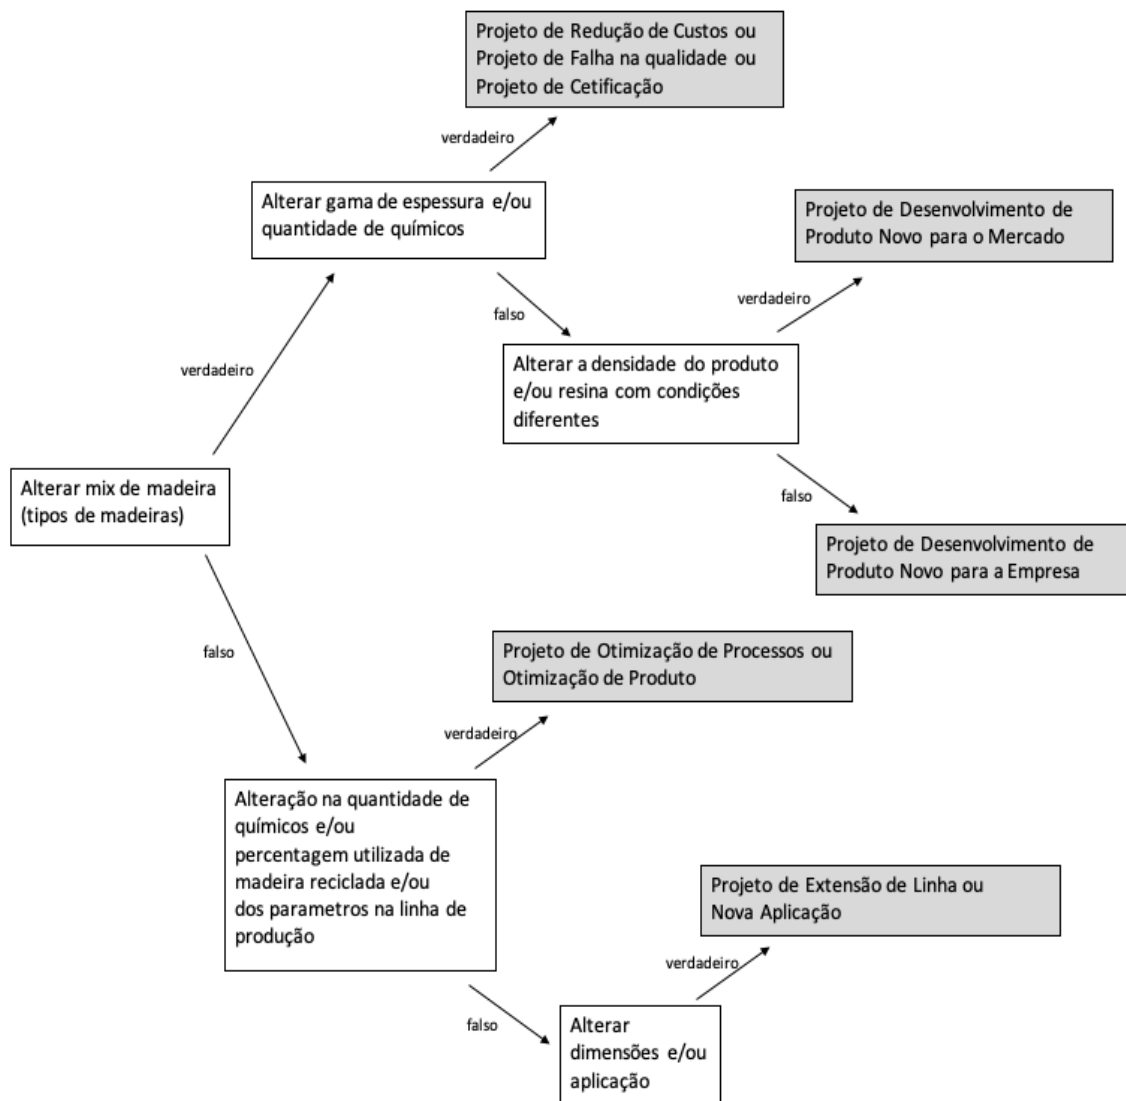 Projeto de Redução de Custos ou
Projeto de Falha na qualidade ou
Projeto de Cetificação
verdadeiro
Alterar gama de espessura e/ou
quantidade de químicos
Projeto de Desenvolvimento de
Produto Novo para o Mercado
verdadeiro
falso
Alterar a densidade do produto
e/ou resina com condições
diferentes
verdadeiro
Alterar mix de madeira
(tipos de madeiras)
falso
Projeto de Desenvolvimento de
Produto Novo para a Empresa
falso
Projeto de Otimização de Processos ou
Otimização de Produto
verdadeiro
Alteração na quantidade de
químicos e/ou
percentagem utilizada de
madeira reciclada e/ou
dos parametros na linha de
produção
Projeto de Extensão de Linha ou
Nova Aplicação
verdadeiro
falso
Alterar
dimensões e/ou
aplicação